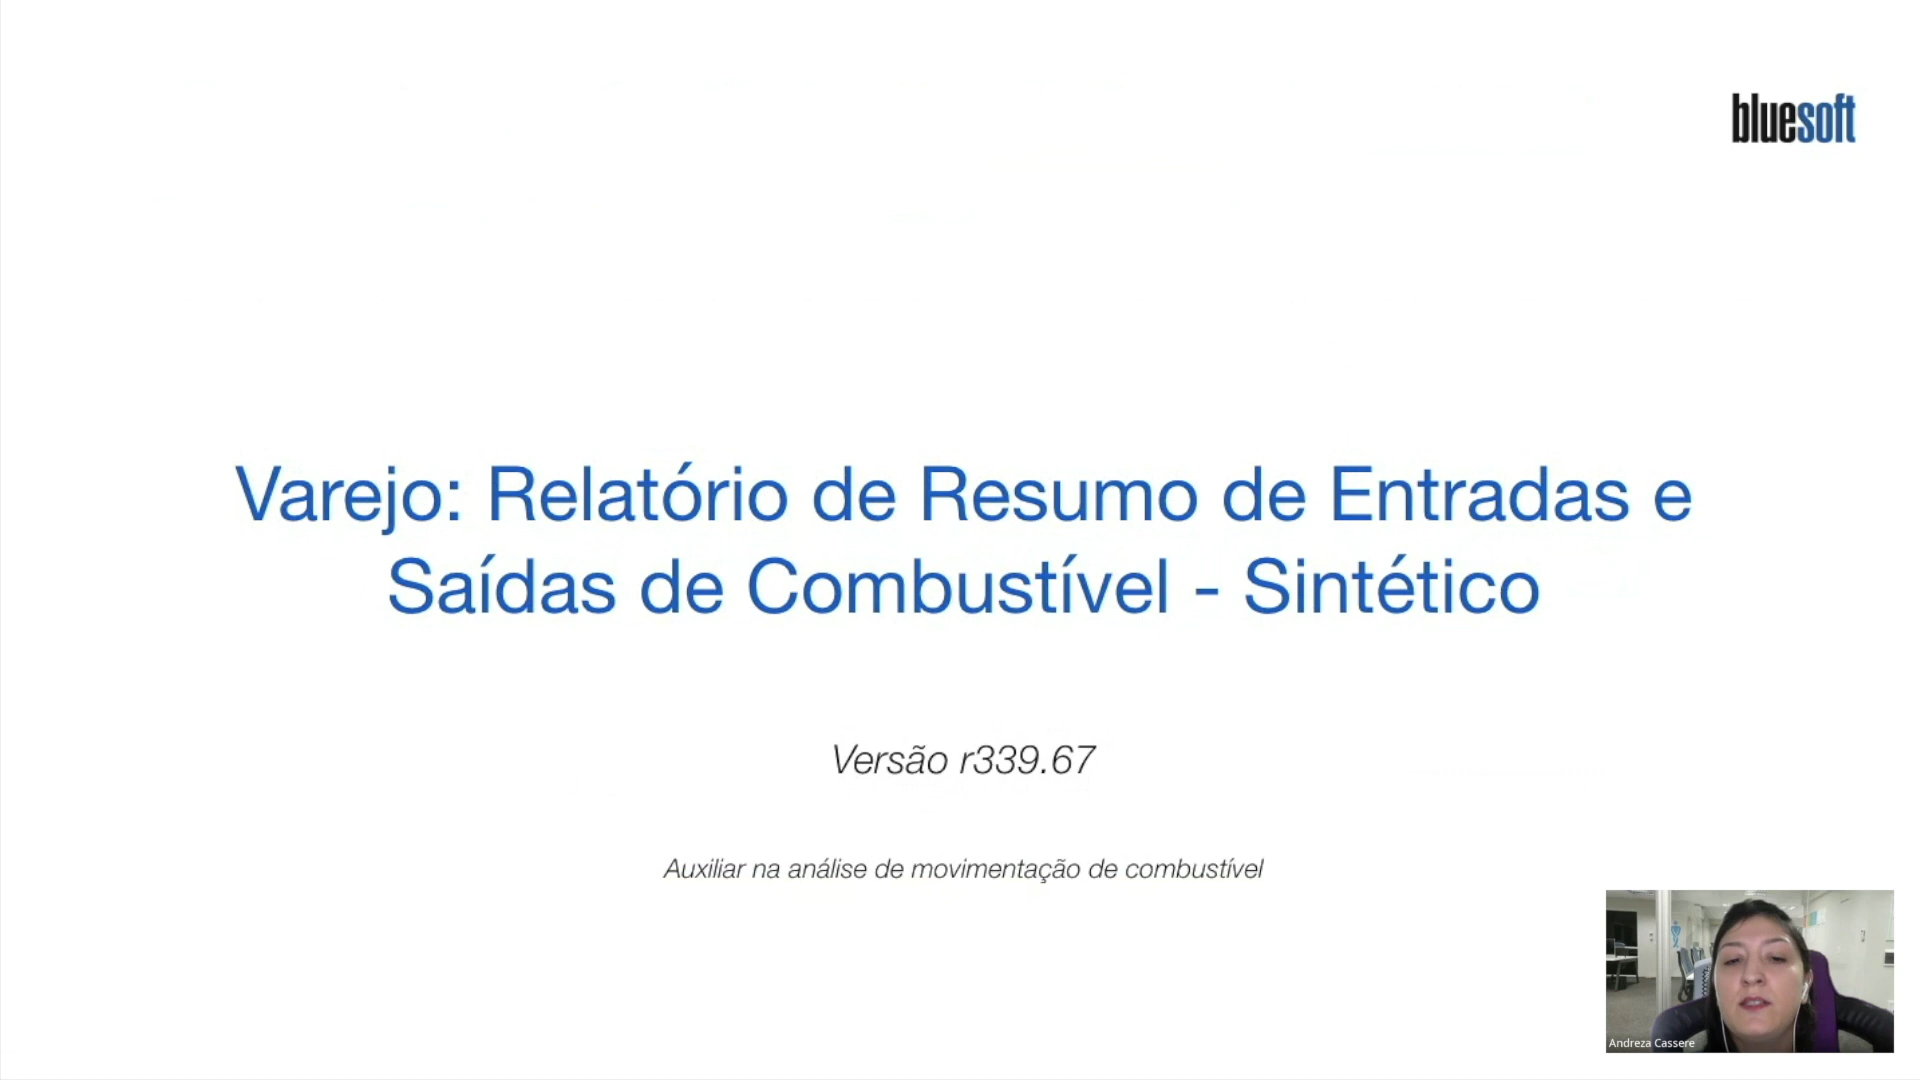 bluesoft
Varejo: Relatório de Resumo de Entradas e
Saídas de Combustível - Sintético
Versão r339.67
Auxiliar na análise de movimentação de combustível
Andreza Cassere